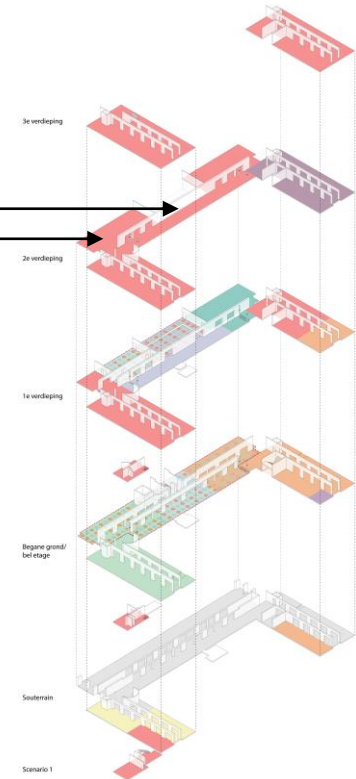 3e verdieping
2e verdieping
1e verdieping
Begane grond/
bel etage
Souterrain
Scenario 1